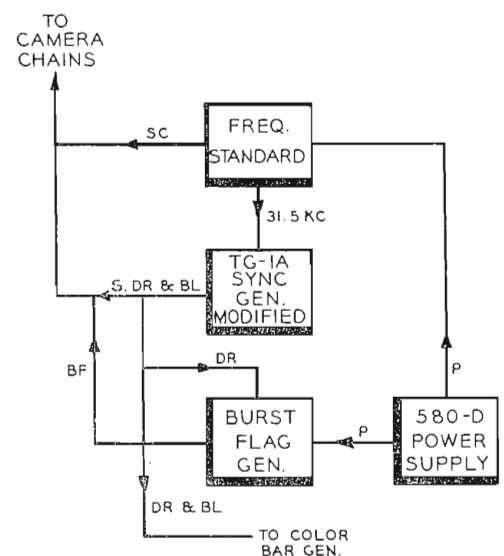 TO
CAMERA
CHAINS
SC
FREQ.
STANDARD
31.5 KC
TG-1A
SYNC
GEN.
MODIFIED
S, DR & BL
DR
BF
P
BURST
FLAG
GEN.
P
580-D
POWER
SUPPLY
DR & BL
TO COLOR
BAR GEN.